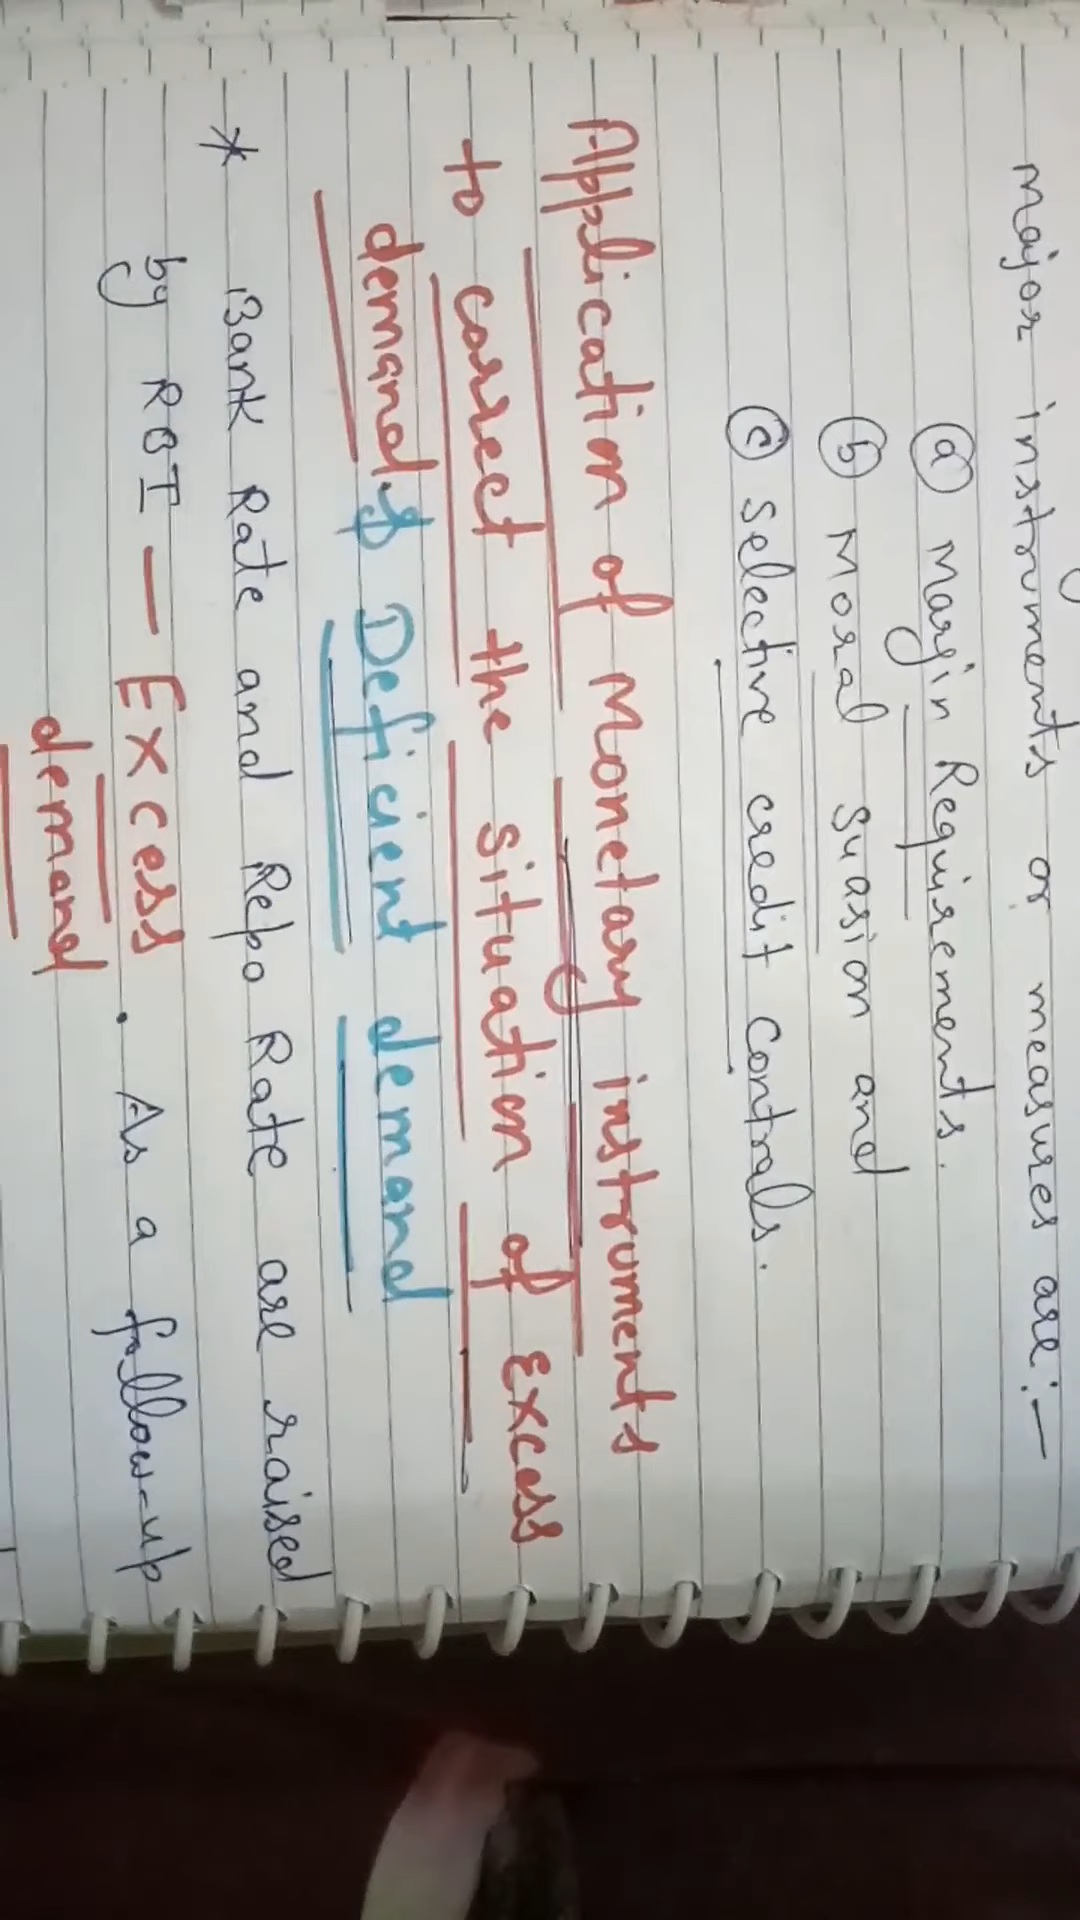 major instruments or measures are:-
(a) Margin Requirements.
(b) Moral suasion and
(c) selective credit Controls.
Application of Monetary instruments
to correct the situation of Excess
demand. & Deficient demand
* Bank Rate and Repo Rate are raised
by RBI — Excess . As a follow-up
demand